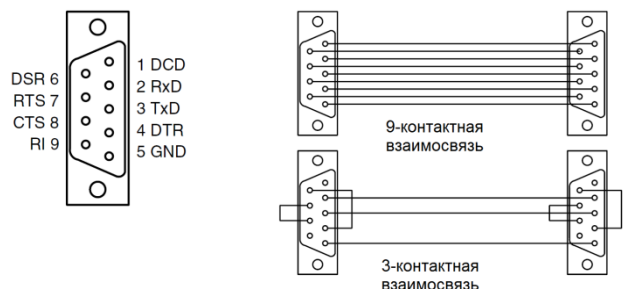 DSR 6
RTS 7
CTS 8
RI 9
1 DCD
2 RxD
3 TxD
4 DTR
5 GND
9-контактная
взаимосвязь
3-контактная
взаимосвязь